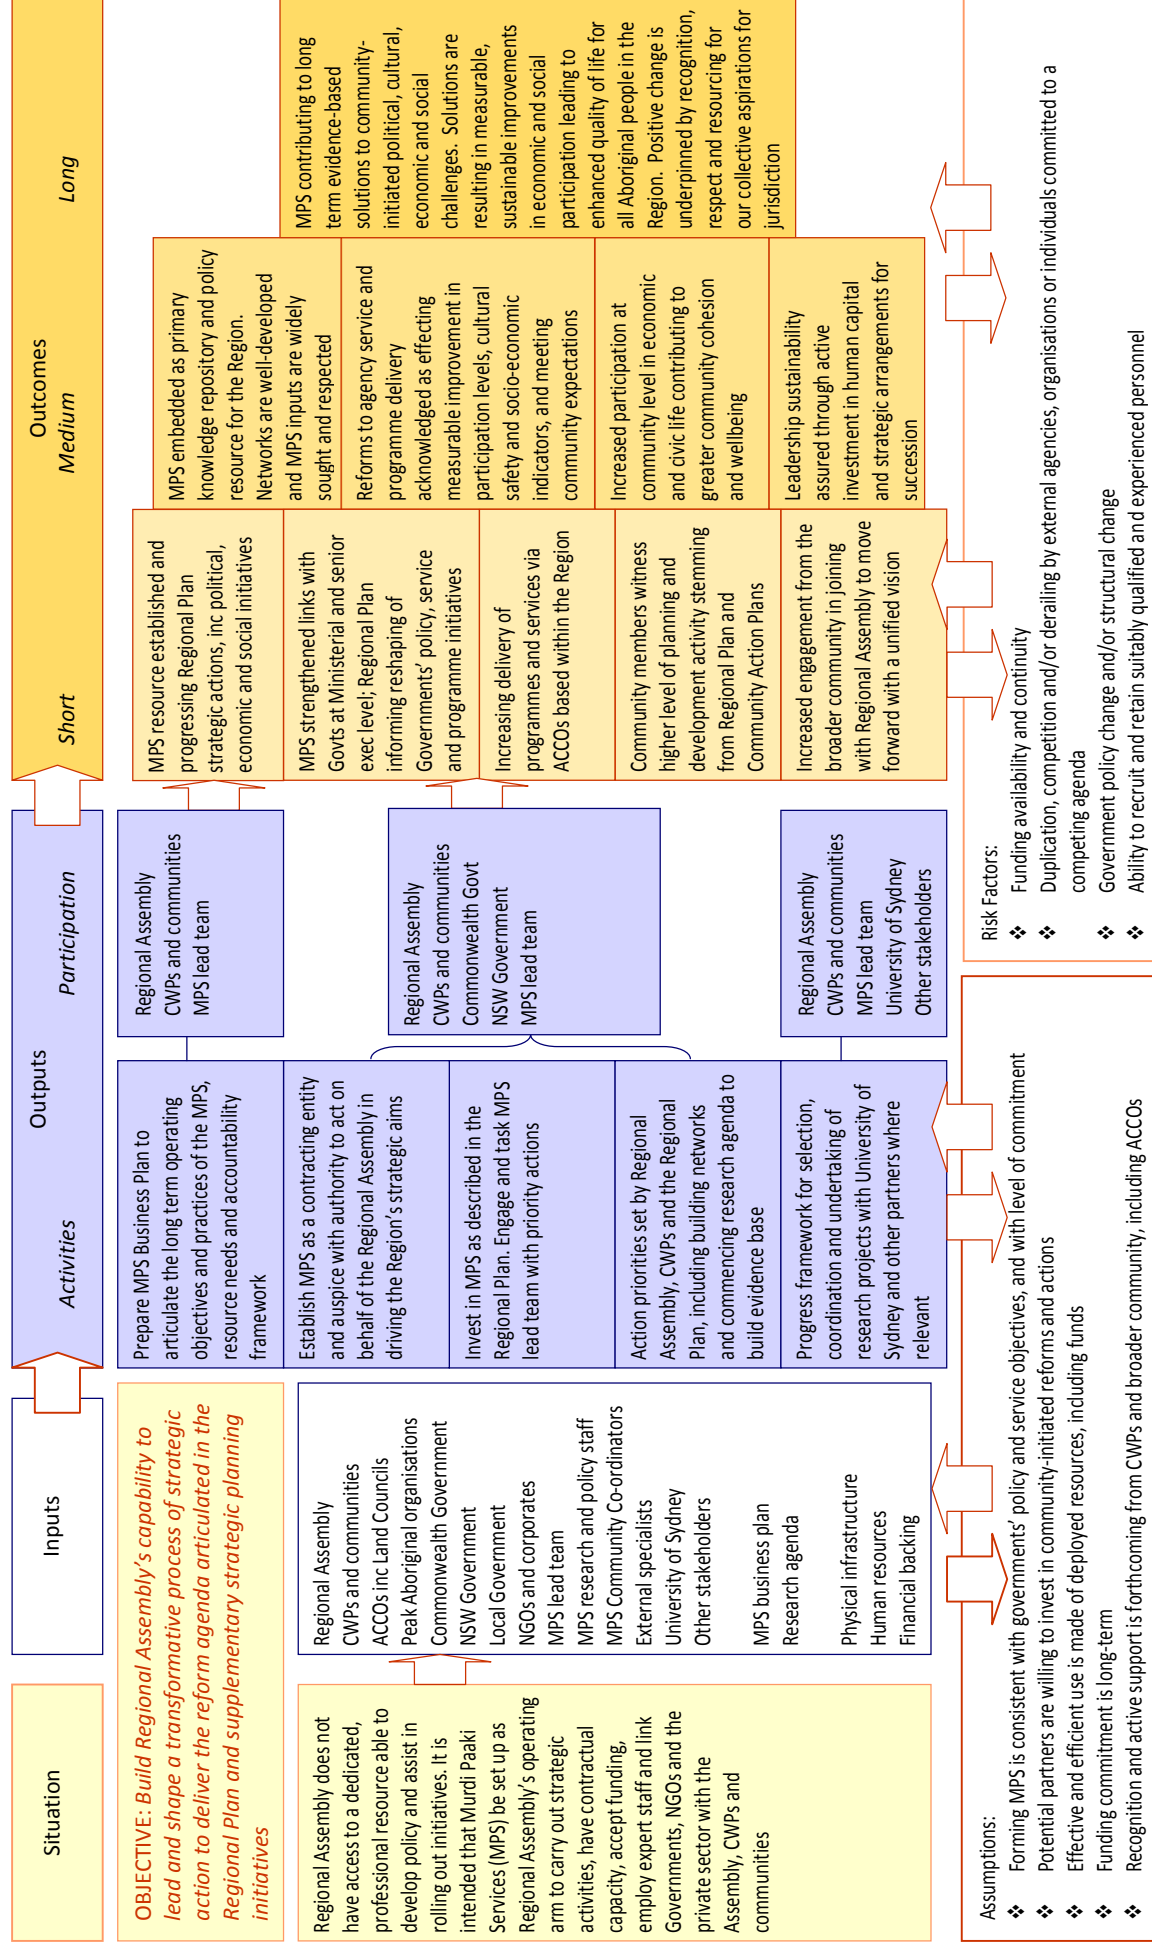 Situation
Inputs
Outputs
Activities
Participation
Outcomes
Short
Medium
Long
OBJECTIVE: Build Regional Assembly’s capability to
lead and shape a transformative process of strategic
action to deliver the reform agenda articulated in the
Regional Plan and supplementary strategic planning
initiatives
Regional Assembly does not
have access to a dedicated,
professional resource able to
develop policy and assist in
rolling out initiatives. It is
intended that Murdi Paaki
Services (MPS) be set up as
Regional Assembly’s operating
arm to carry out strategic
activities, have contractual
capacity, accept funding,
employ expert staff and link
Governments, NGOs and the
private sector with the
Assembly, CWPs and
communities
Regional Assembly
CWPs and communities
ACCOs inc Land Councils
Peak Aboriginal organisations
Commonwealth Government
NSW Government
Local Government
NGOs and corporates
MPS lead team
MPS research and policy staff
MPS Community Co-ordinators
External specialists
University of Sydney
Other stakeholders
MPS business plan
Research agenda
Physical infrastructure
Human resources
Financial backing
Prepare MPS Business Plan to
articulate the long term operating
objectives and practices of the MPS,
resource needs and accountability
framework
Establish MPS as a contracting entity
and auspice with authority to act on
behalf of the Regional Assembly in
driving the Region’s strategic aims
Invest in MPS as described in the
Regional Plan. Engage and task MPS
lead team with priority actions
Action priorities set by Regional
Assembly, CWPs and the Regional
Plan, including building networks
and commencing research agenda to
build evidence base
Progress framework for selection,
coordination and undertaking of
research projects with University of
Sydney and other partners where
relevant
Regional Assembly
CWPs and communities
MPS lead team
Regional Assembly
CWPs and communities
Commonwealth Govt
NSW Government
MPS lead team
Regional Assembly
CWPs and communities
MPS lead team
University of Sydney
Other stakeholders
MPS resource established and
progressing Regional Plan
strategic actions, inc political,
economic and social initiatives
MPS strengthened links with
Govts at Ministerial and senior
exec level; Regional Plan
informing reshaping of
Governments’ policy, service
and programme initiatives
Increasing delivery of
programmes and services via
ACCOs based within the Region
Community members witness
higher level of planning and
development activity stemming
from Regional Plan and
Community Action Plans
Increased engagement from the
broader community in joining
with Regional Assembly to move
forward with a unified vision
MPS embedded as primary
knowledge repository and policy
resource for the Region.
Networks are well-developed
and MPS inputs are widely
sought and respected
Reforms to agency service and
programme delivery
acknowledged as effecting
measurable improvement in
participation levels, cultural
safety and socio-economic
indicators, and meeting
community expectations
Increased participation at
community level in economic
and civic life contributing to
greater community cohesion
and wellbeing
Leadership sustainability
assured through active
investment in human capital
and strategic arrangements for
succession
MPS contributing to long
term evidence-based
solutions to community-
initiated political, cultural,
economic and social
challenges. Solutions are
resulting in measurable,
sustainable improvements
in economic and social
participation leading to
enhanced quality of life for
all Aboriginal people in the
Region. Positive change is
underpinned by recognition,
respect and resourcing for
our collective aspirations for
jurisdiction
Assumptions:
❖ Forming MPS is consistent with governments’ policy and service objectives, and with level of commitment
❖ Potential partners are willing to invest in community-initiated reforms and actions
❖ Effective and efficient use is made of deployed resources, including funds
❖ Funding commitment is long-term
❖ Recognition and active support is forthcoming from CWPs and broader community, including ACCOs
Risk Factors:
❖ Funding availability and continuity
❖ Duplication, competition and/or derailing by external agencies, organisations or individuals committed to a
competing agenda
❖ Government policy change and/or structural change
❖ Ability to recruit and retain suitably qualified and experienced personnel